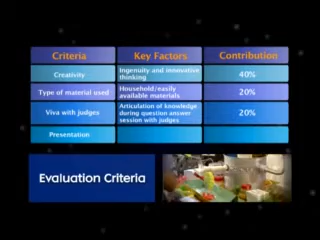 Criteria Key Factors Contribution
Creativity Ingenuity and innovative thinking 40%
Type of material used Household/easily available materials 20%
Viva with judges Articulation of knowledge during question answer session with judges 20%
Presentation
Evaluation Criteria